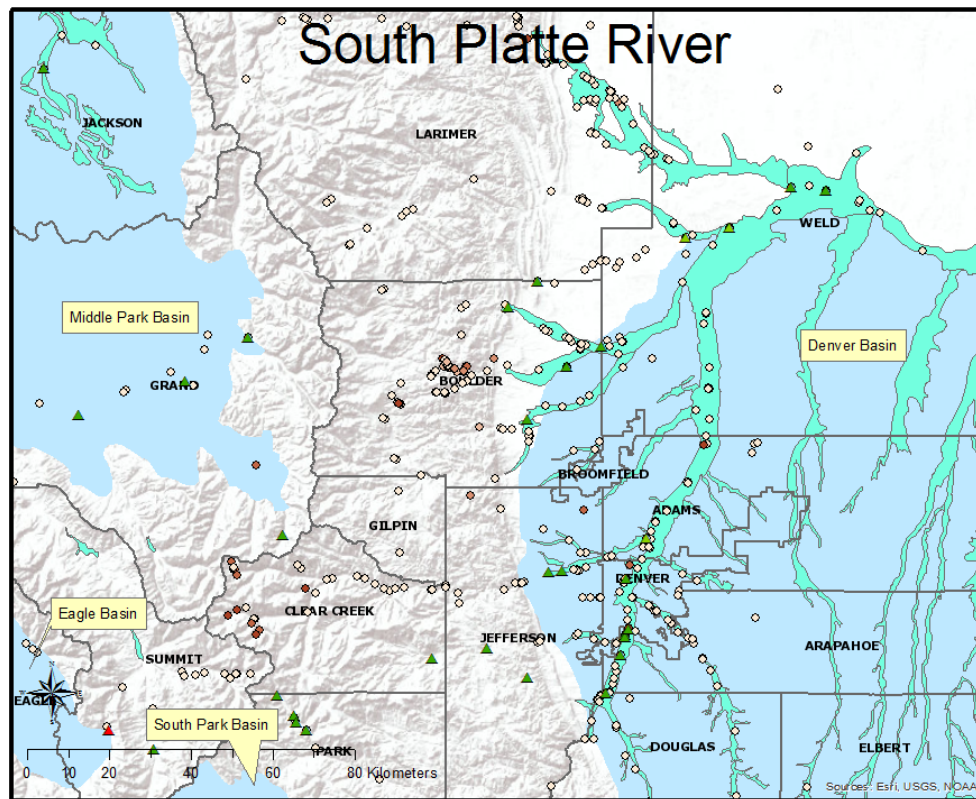 South Platte River
JACKSON
LARIMER
WELD
Middle Park Basin
Denver Basin
GRAND
BOULDER
BROOMFIELD
GILPIN
ADAMS
DENVER
CLEAR CREEK
Eagle Basin
JEFFERSON
ARAPAHOE
SUMMIT
EAGLE
South Park Basin
PARK
DOUGLAS
ELBERT
0 10 20 40 60 80 Kilometers
Sources: Esri, USGS, NOAA